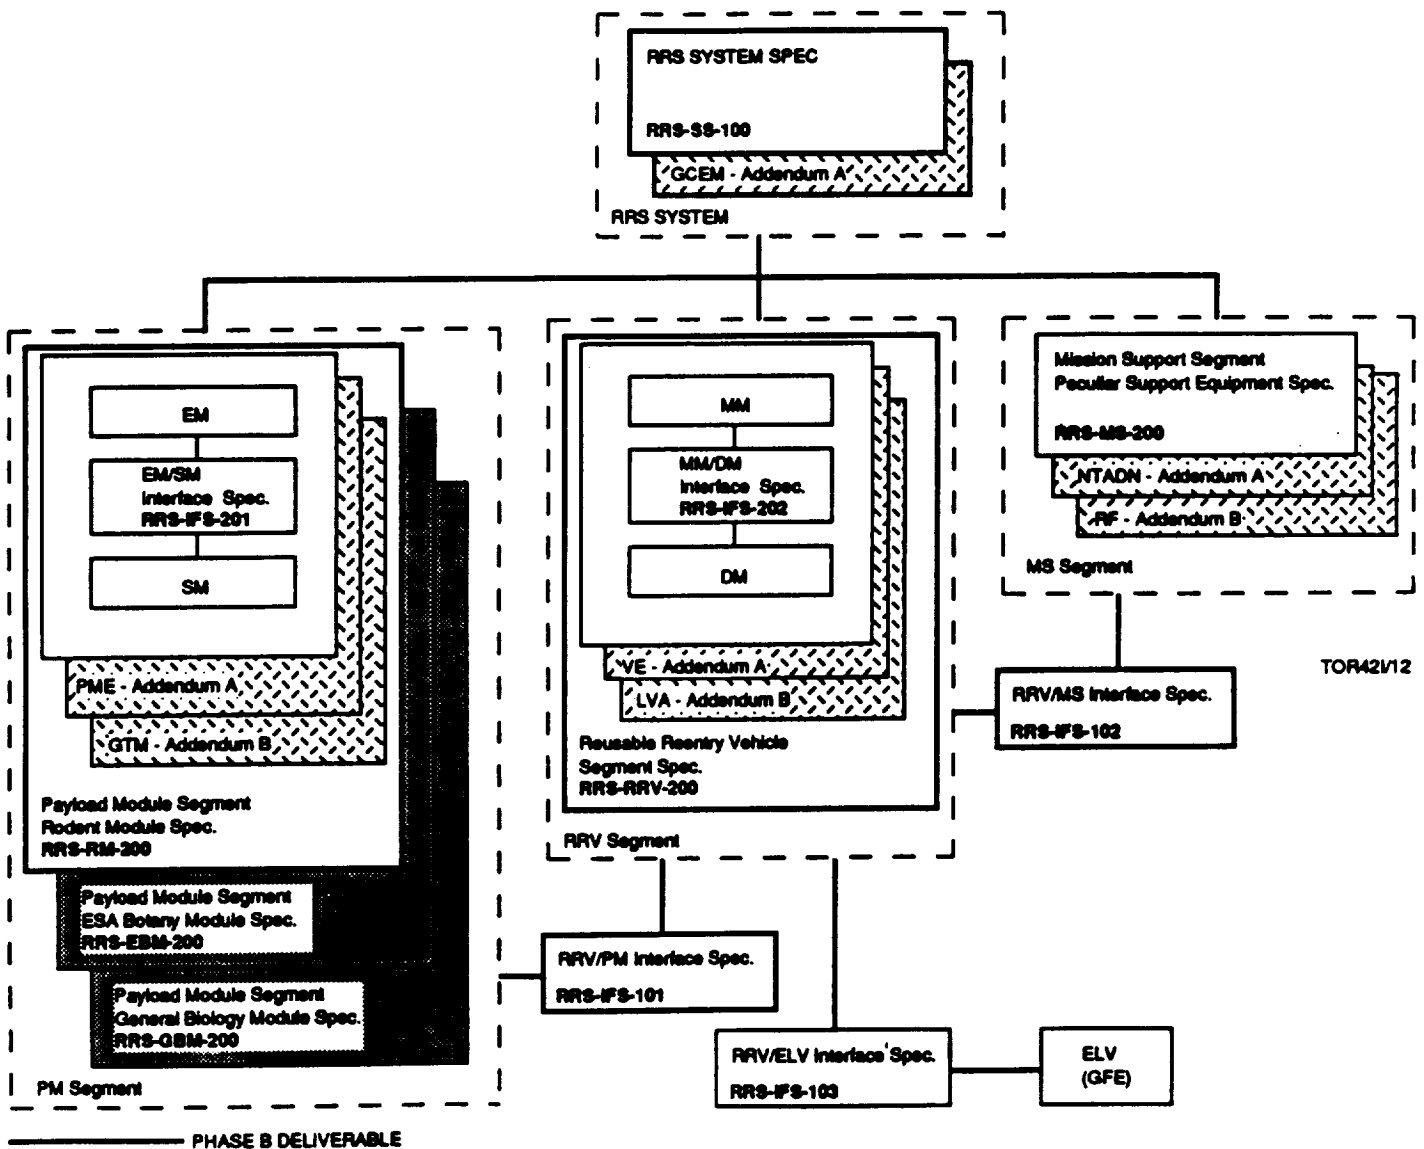 RRS SYSTEM SPEC
RRS-SS-100
GCEM - Addendum A
RRS SYSTEM
EM
EM/SM
Interface Spec.
RRS-IFS-201
SM
PME - Addendum A
GTM - Addendum B
Payload Module Segment
Rodent Module Spec.
RRS-RM-200
Payload Module Segment
ESA Botany Module Spec.
RRS-EBM-200
Payload Module Segment
General Biology Module Spec.
RRS-GBM-200
PM Segment
MM
MM/DM
Interface Spec.
RRS-IFS-202
DM
VE - Addendum A
LVA - Addendum B
Reusable Reentry Vehicle
Segment Spec.
RRS-RRV-200
RRV Segment
Mission Support Segment
Peculiar Support Equipment Spec.
RRS-MS-200
NTADN - Addendum A
RF - Addendum B
MS Segment
TOR42I/12
RRV/MS Interface Spec.
RRS-IFS-102
RRV/PM Interface Spec.
RRS-IFS-101
RRV/ELV Interface Spec.
RRS-IFS-103
ELV
(GFE)
PHASE B DELIVERABLE